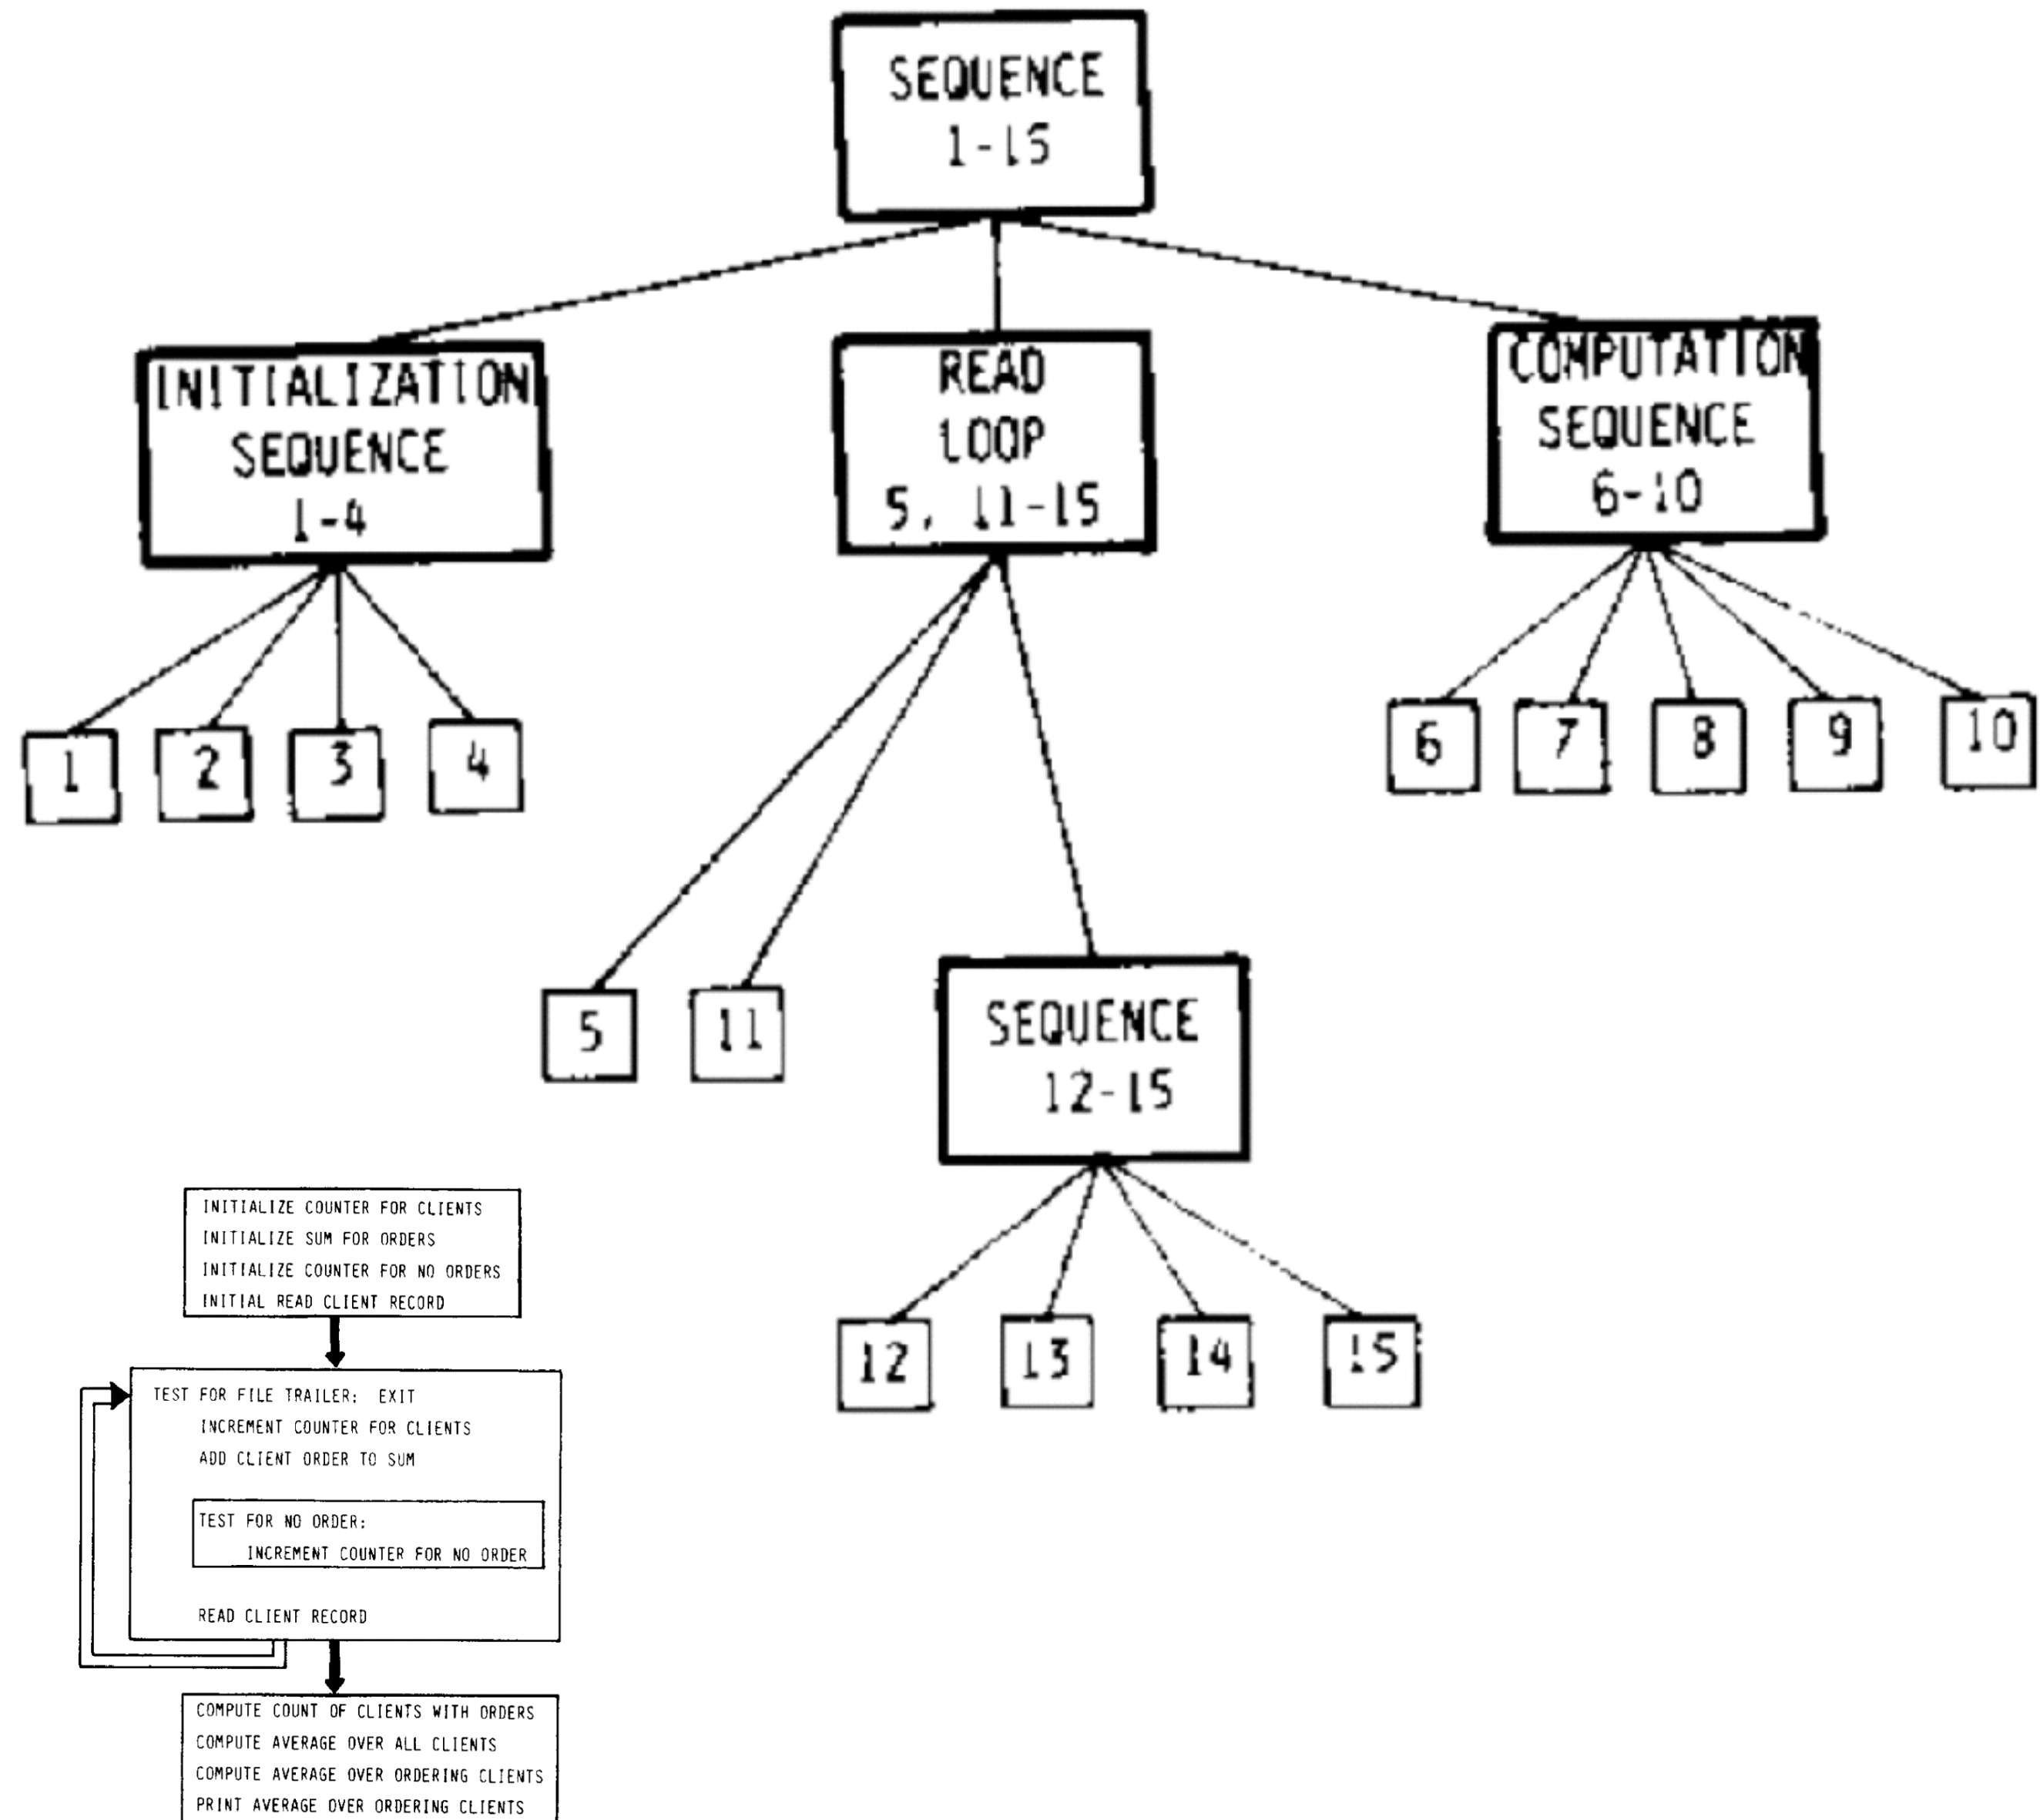 SEQUENCE
1-15
INITIALIZATION
SEQUENCE
1-4
READ
LOOP
5, 11-15
COMPUTATION
SEQUENCE
6-10
1
2
3
4
6
7
8
9
10
5
11
SEQUENCE
12-15
12
13
14
15
INITIALIZE COUNTER FOR CLIENTS
INITIALIZE SUM FOR ORDERS
INITIALIZE COUNTER FOR NO ORDERS
INITIAL READ CLIENT RECORD
TEST FOR FILE TRAILER: EXIT
INCREMENT COUNTER FOR CLIENTS
ADD CLIENT ORDER TO SUM
TEST FOR NO ORDER:
INCREMENT COUNTER FOR NO ORDER
READ CLIENT RECORD
COMPUTE COUNT OF CLIENTS WITH ORDERS
COMPUTE AVERAGE OVER ALL CLIENTS
COMPUTE AVERAGE OVER ORDERING CLIENTS
PRINT AVERAGE OVER ORDERING CLIENTS